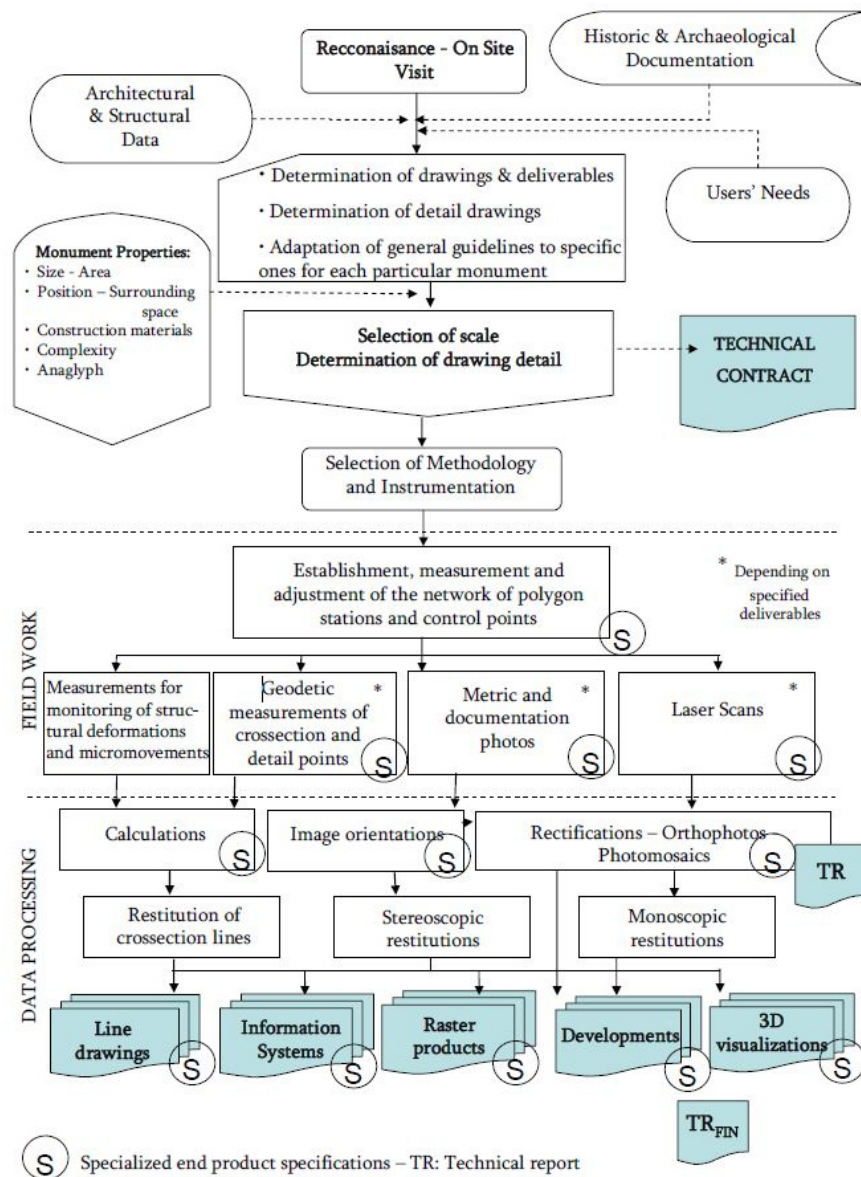 Recconaisance - On Site
Visit
Historic & Archaeological
Documentation
Architectural
& Structural
Data
Users' Needs
· Determination of drawings & deliverables
· Determination of detail drawings
· Adaptation of general guidelines to specific
ones for each particular monument
Monument Properties:
· Size - Area
· Position – Surrounding
space
· Construction materials
· Complexity
· Anaglyph
Selection of scale
Determination of drawing detail
TECHNICAL
CONTRACT
Selection of Methodology
and Instrumentation
FIELD WORK
Establishment, measurement and
adjustment of the network of polygon
stations and control points
S
* Depending on
specified
deliverables
Measurements for
monitoring of struc-
tural deformations
and micromovements
Geodetic *
measurements of
crossection and
detail points
S
Metric and *
documentation
photos
S
*
Laser Scans
S
DATA PROCESSING
Calculations
S
Image orientations
S
Rectifications – Orthophotos
Photomosaics
S
TR
Restitution of
crossection lines
Stereoscopic
restitutions
Monoscopic
restitutions
Line
drawings
S
Information
Systems
S
Raster
products
S
Developments
S
3D
visualizations
S
TRFIN
S Specialized end product specifications – TR: Technical report